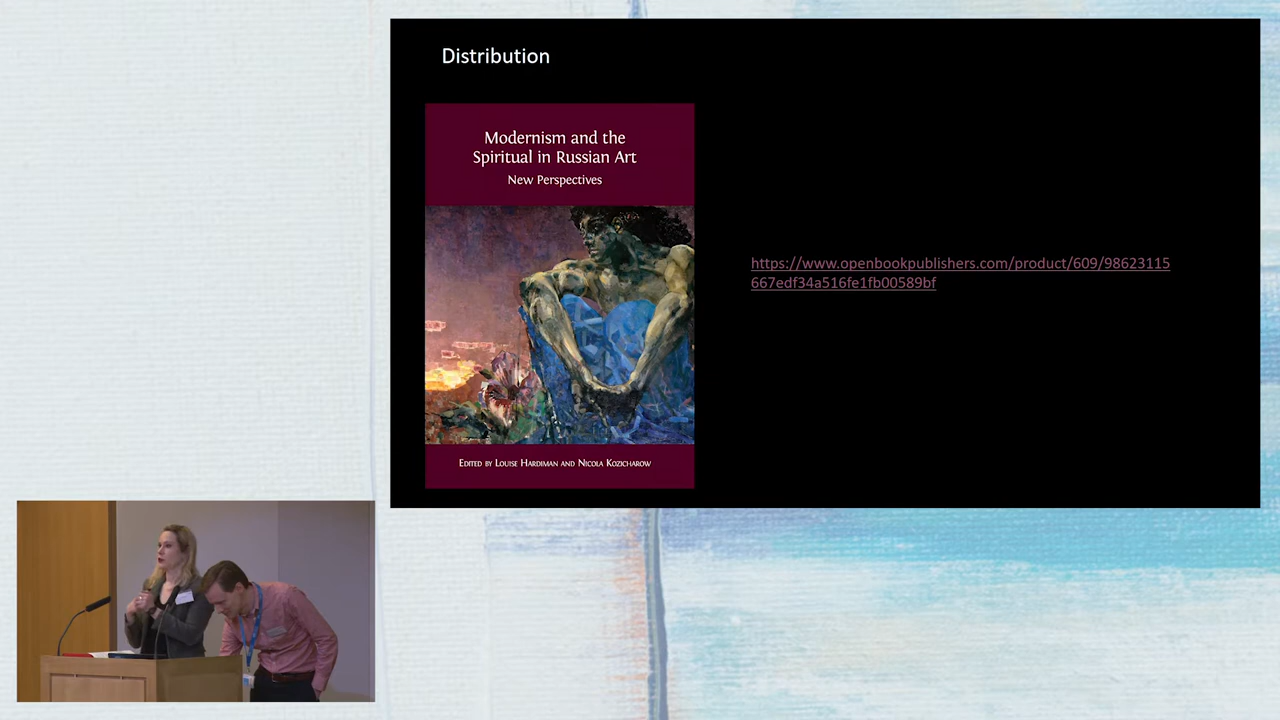 Distribution
Modernism and the
Spiritual in Russian Art
New Perspectives
Edited by Louise Hardiman and Nicola Kozicharow
https://www.openbookpublishers.com/product/609/98623115
667edf34a516fe1fb00589bf